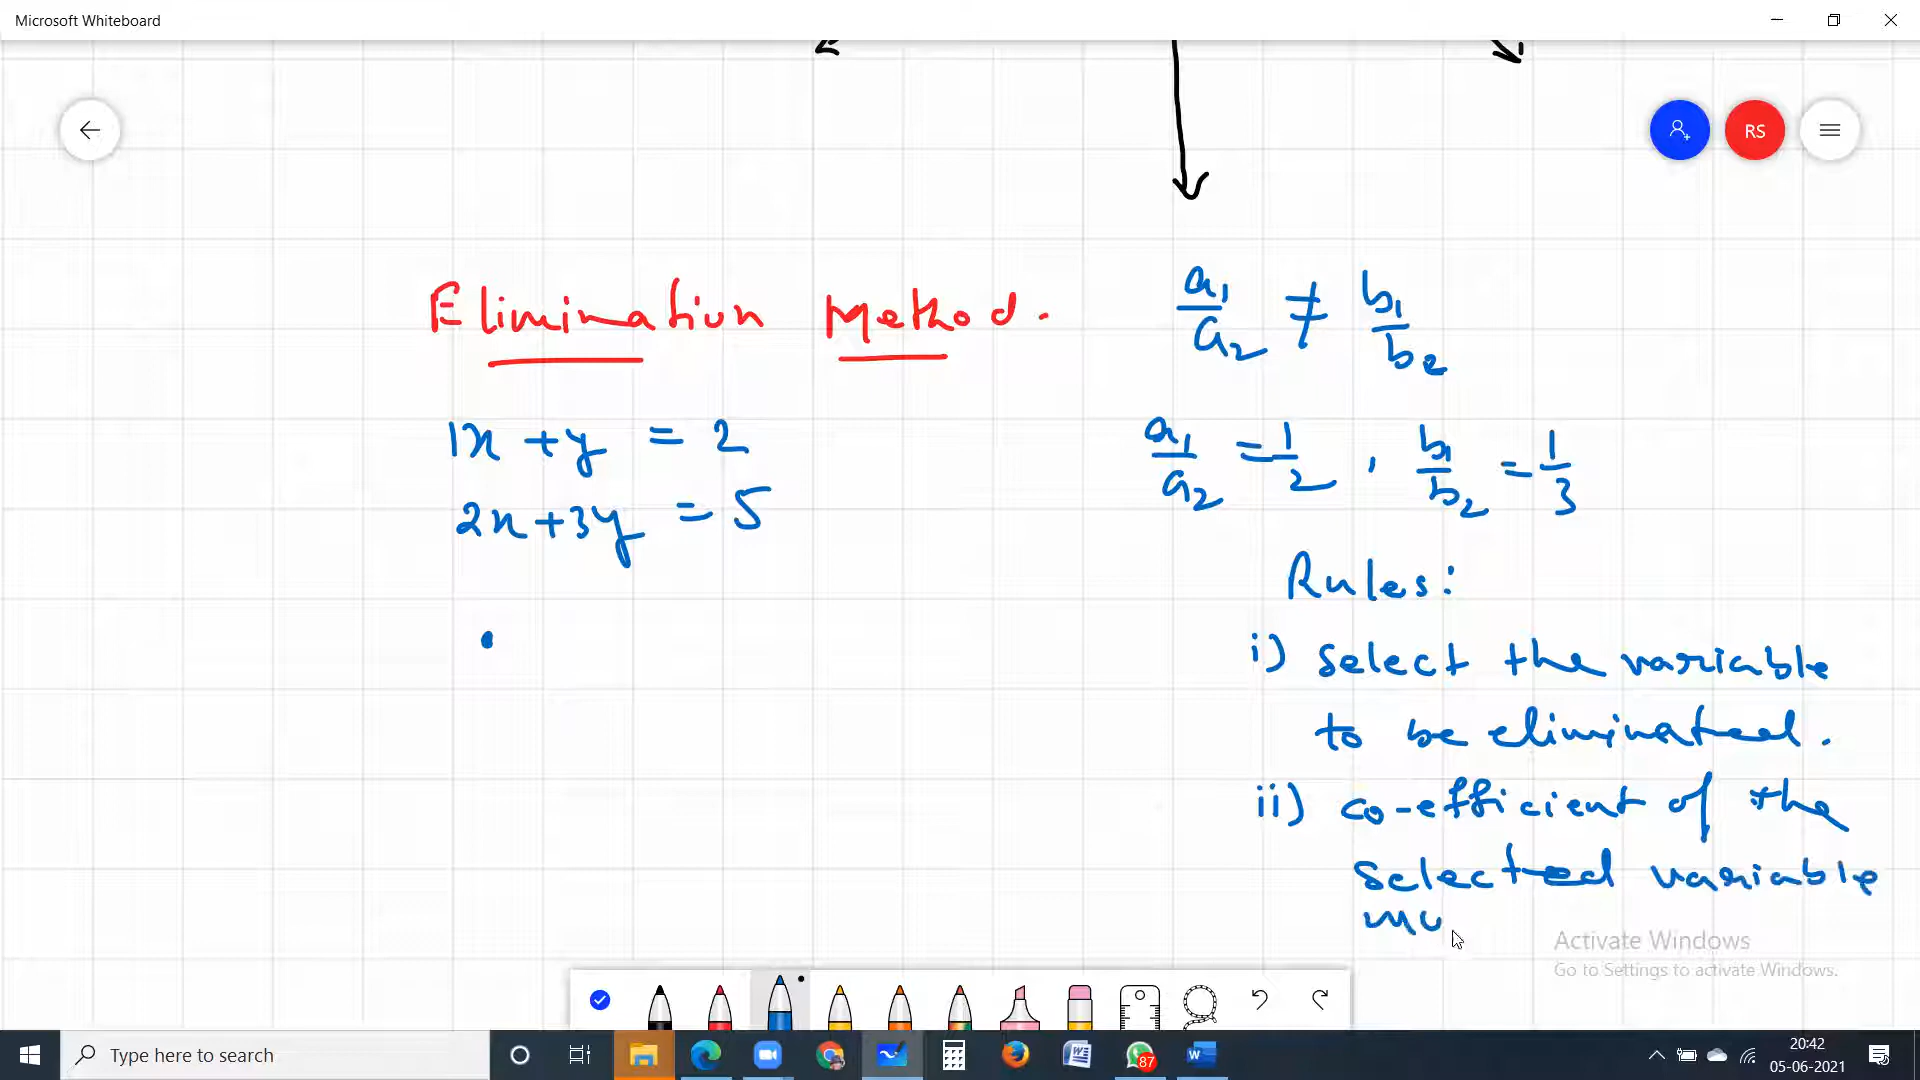 Microsoft Whiteboard
RS
Elimination Method.
a1/a2 ≠ b1/b2
1x + y = 2
2x + 3y = 5
a1/a2 = 1/2 , b1/b2 = 1/3
Rules:
i) select the variable
to be eliminated.
ii) co-efficient of the
selected variable
mu
Activate Windows
Go to Settings to activate Windows.
Type here to search
87
20:42
05-06-2021